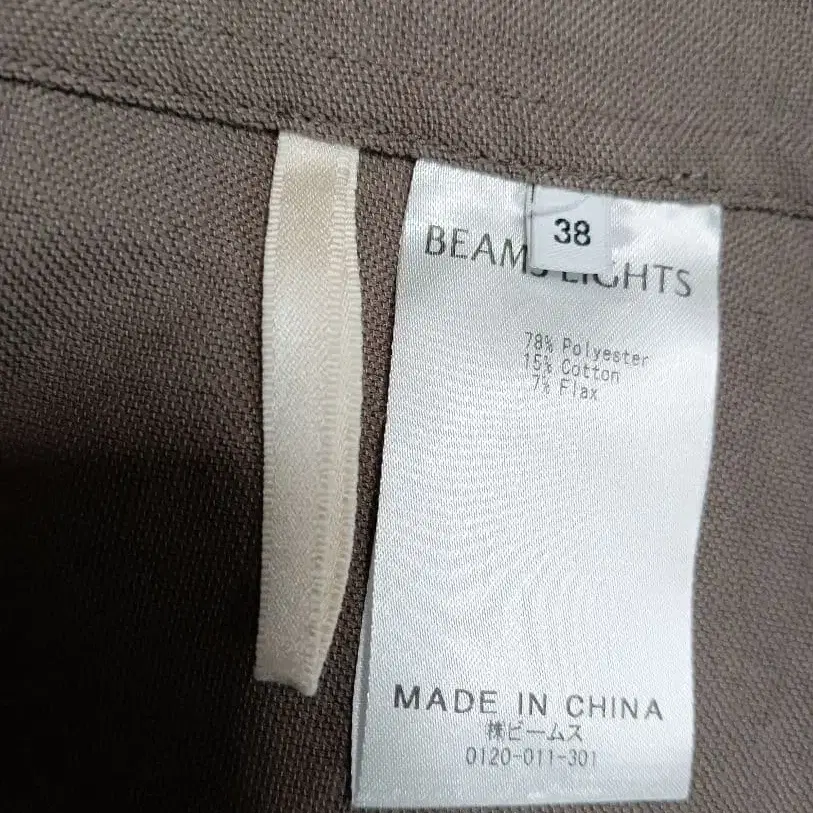 38
BEAMS LIGHTS
78% Polyester
15% Cotton
7% Flax
MADE IN CHINA
㈱ビームス
0120-011-301